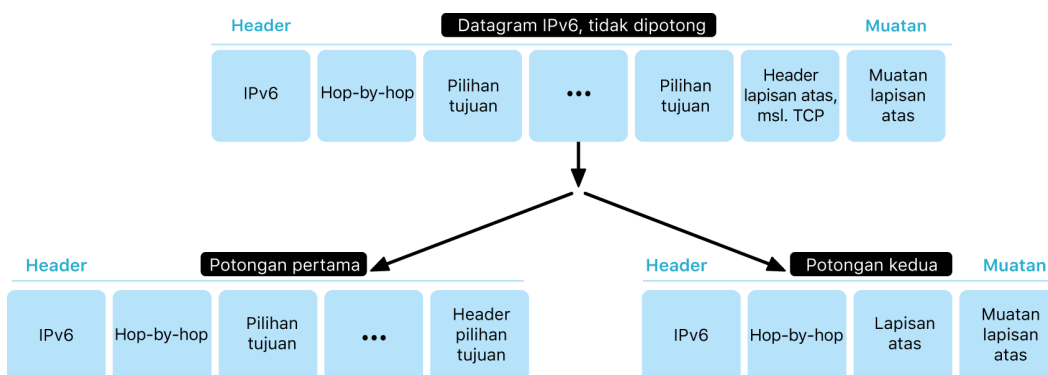 Header
Datagram IPv6, tidak dipotong
Muatan
IPv6
Hop-by-hop
Pilihan
tujuan
•••
Pilihan
tujuan
Header
lapisan atas,
msl. TCP
Muatan
lapisan
atas
Header
Potongan pertama
IPv6
Hop-by-hop
Pilihan
tujuan
•••
Header
pilihan
tujuan
Header
Potongan kedua
Muatan
IPv6
Hop-by-hop
Lapisan
atas
Muatan
lapisan
atas